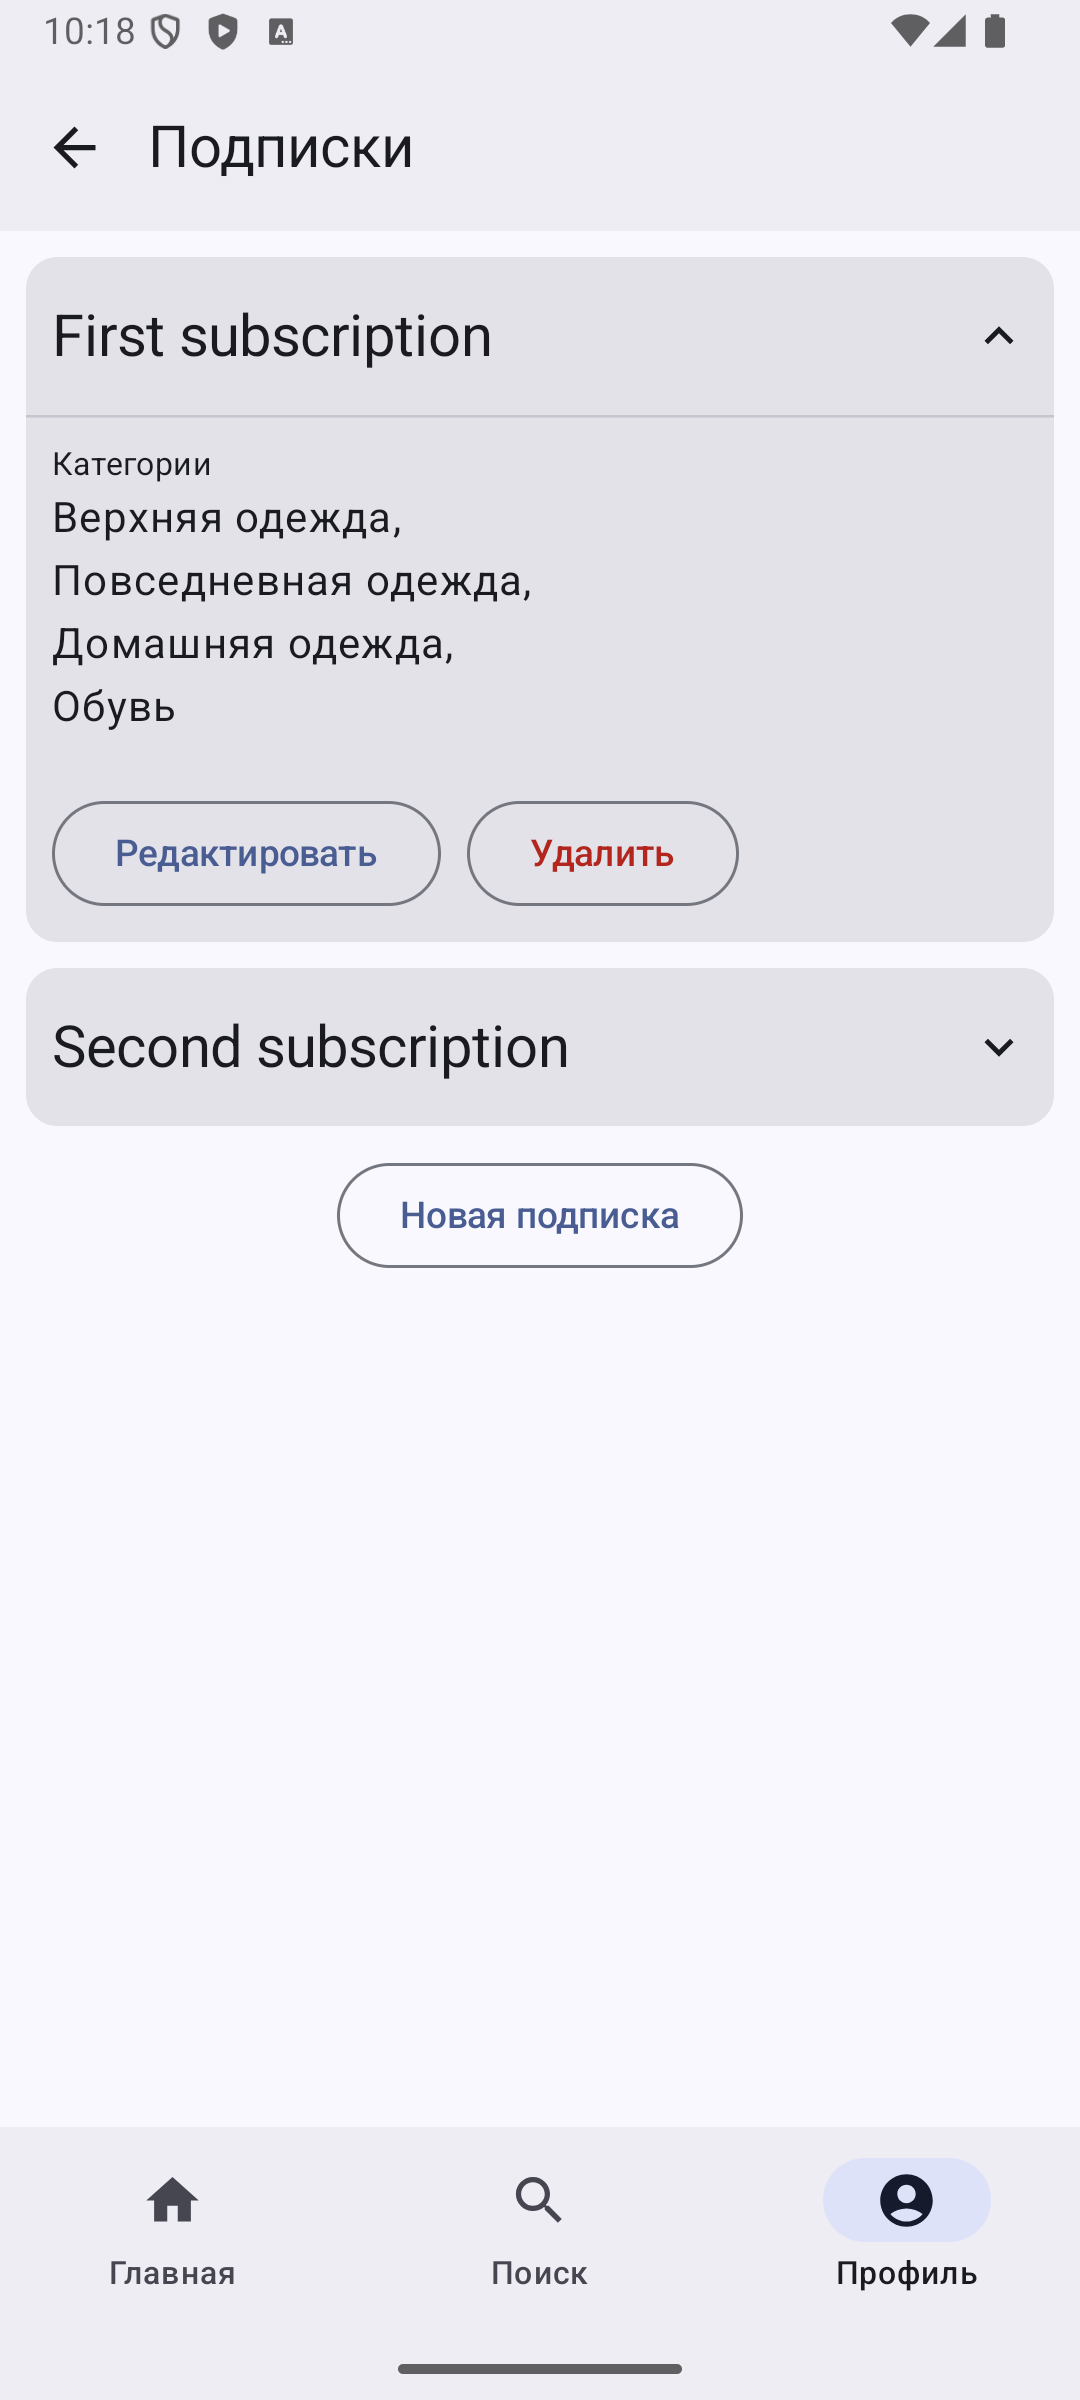 10:18
Подписки
First subscription
Категории
Верхняя одежда,
Повседневная одежда,
Домашняя одежда,
Обувь
Редактировать Удалить
Second subscription
Новая подписка
Главная Поиск Профиль